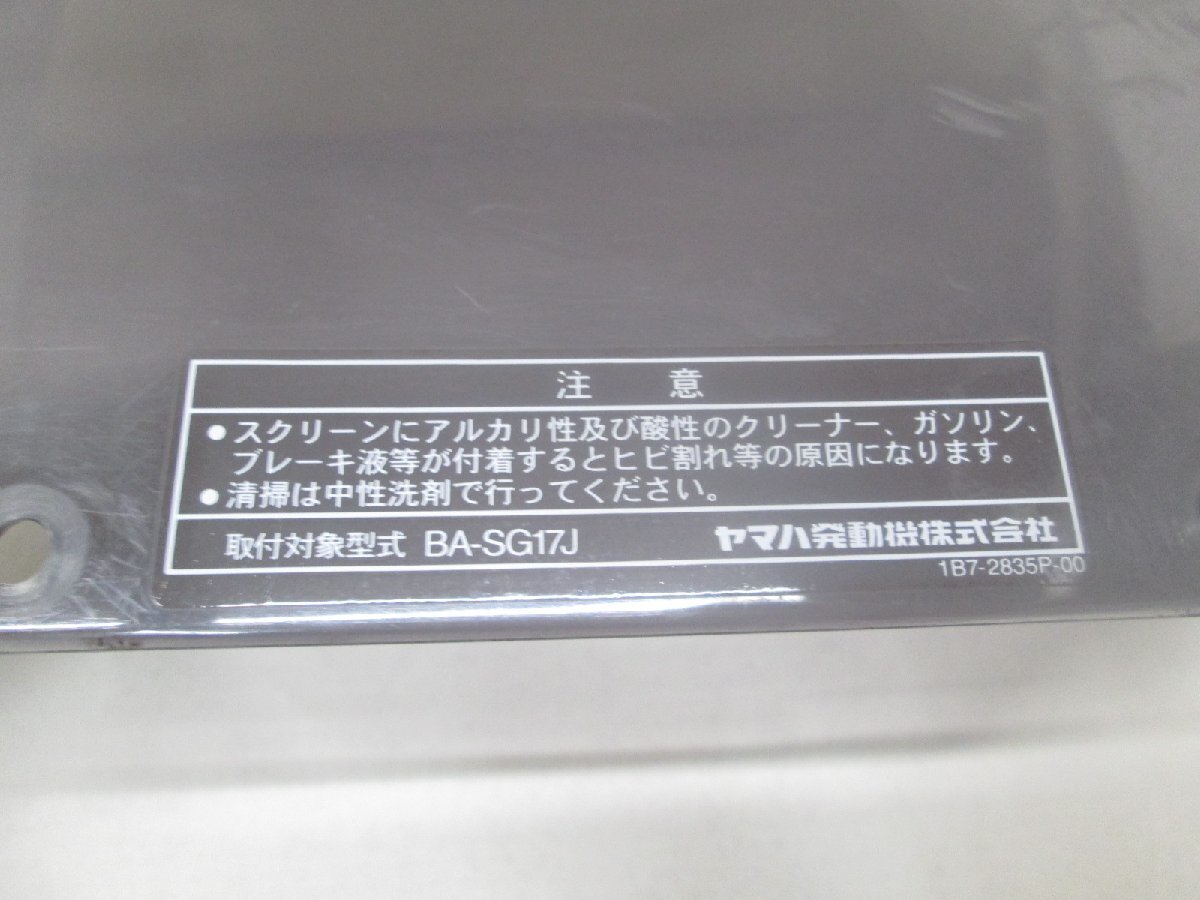 注 意
●スクリーンにアルカリ性及び酸性のクリーナー、ガソリン、
ブレーキ液等が付着するとヒビ割れ等の原因になります。
●清掃は中性洗剤で行ってください。
取付対象型式 BA-SG17J ヤマハ発動機株式会社
1B7-2835P-00